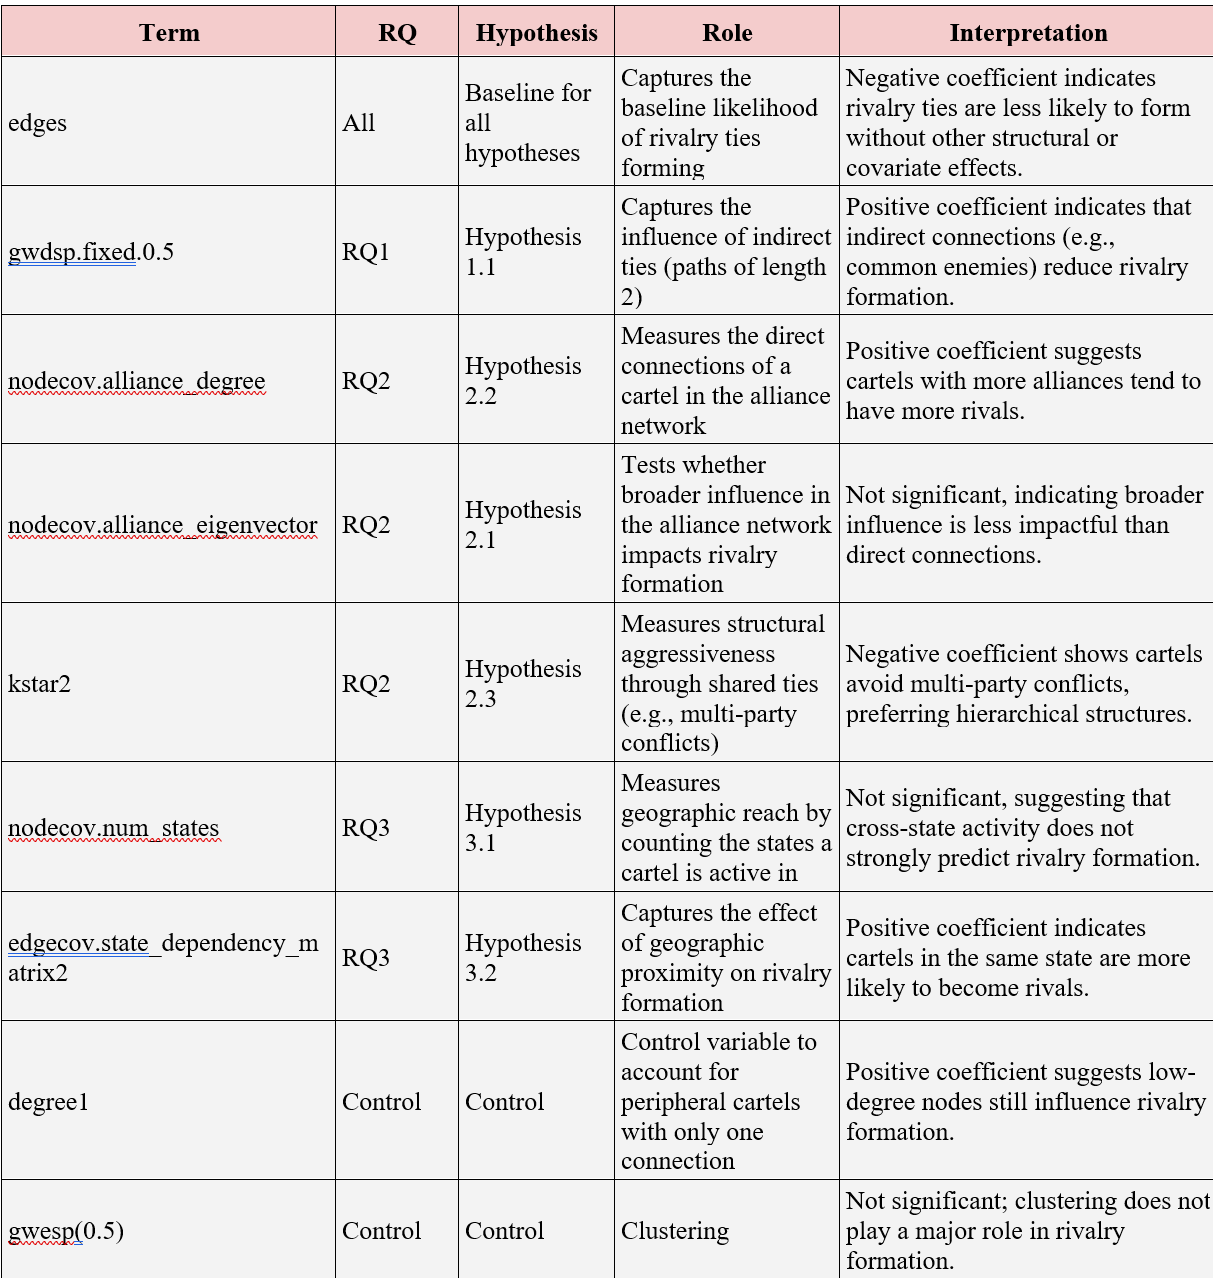 Term RQ Hypothesis Role Interpretation
edges
All
Baseline for
all
hypotheses
Captures the
baseline likelihood
of rivalry ties
forming
Negative coefficient indicates
rivalry ties are less likely to form
without other structural or
covariate effects.
gwdsp.fixed.0.5
RQ1
Hypothesis
1.1
Captures the
influence of indirect
ties (paths of length
2)
Positive coefficient indicates that
indirect connections (e.g.,
common enemies) reduce rivalry
formation.
nodecov.alliance_degree
RQ2
Hypothesis
2.2
Measures the direct
connections of a
cartel in the alliance
network
Positive coefficient suggests
cartels with more alliances tend to
have more rivals.
nodecov.alliance_eigenvector
RQ2
Hypothesis
2.1
Tests whether
broader influence in
the alliance network
impacts rivalry
formation
Not significant, indicating broader
influence is less impactful than
direct connections.
kstar2
RQ2
Hypothesis
2.3
Measures structural
aggressiveness
through shared ties
(e.g., multi-party
conflicts)
Negative coefficient shows cartels
avoid multi-party conflicts,
preferring hierarchical structures.
nodecov.num_states
RQ3
Hypothesis
3.1
Measures
geographic reach by
counting the states a
cartel is active in
Not significant, suggesting that
cross-state activity does not
strongly predict rivalry formation.
edgecov.state_dependency_m
atrix2
RQ3
Hypothesis
3.2
Captures the effect
of geographic
proximity on rivalry
formation
Positive coefficient indicates
cartels in the same state are more
likely to become rivals.
degree1
Control
Control
Control variable to
account for
peripheral cartels
with only one
connection
Positive coefficient suggests low-
degree nodes still influence rivalry
formation.
gwesp(0.5)
Control
Control
Clustering
Not significant; clustering does not
play a major role in rivalry
formation.